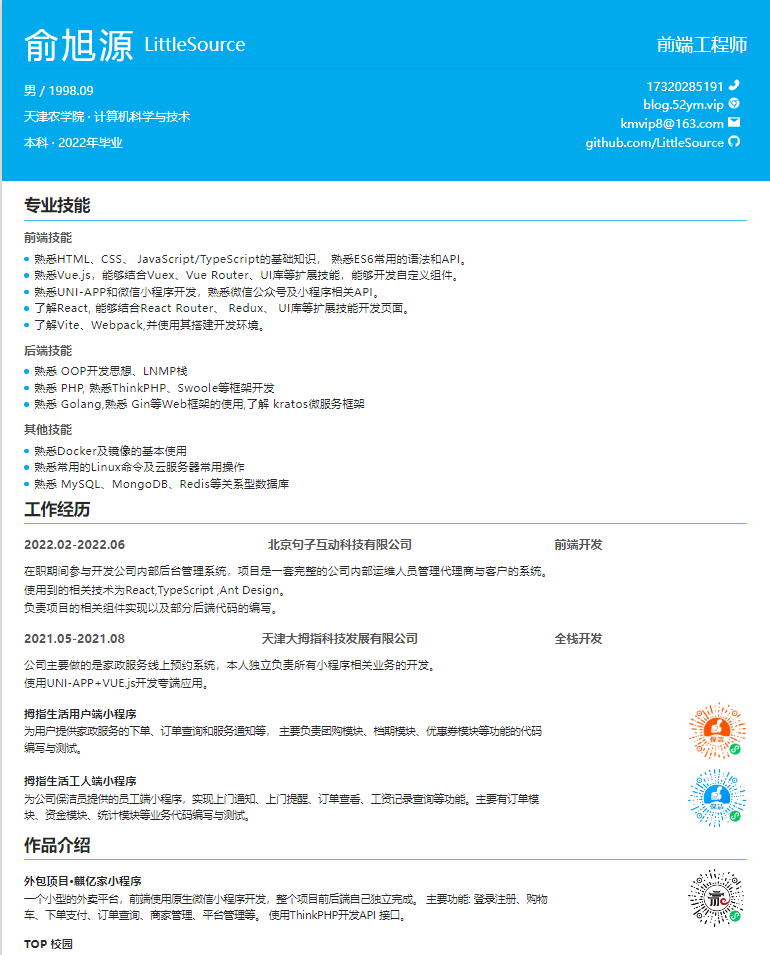 俞旭源 LittleSource
前端工程师
男 / 1998.09
天津农学院 · 计算机科学与技术
本科 · 2022年毕业
17320285191
blog.52ym.vip
kmvip8@163.com
github.com/LittleSource
专业技能
前端技能
熟悉HTML、CSS、 JavaScript/TypeScript的基础知识， 熟悉ES6常用的语法和API。
熟悉Vue.js，能够结合Vuex、Vue Router、UI库等扩展技能，能够开发自定义组件。
熟悉UNI-APP和微信小程序开发，熟悉微信公众号及小程序相关API。
了解React, 能够结合React Router、 Redux、 UI库等扩展技能开发页面。
了解Vite、Webpack,并使用其搭建开发环境。
后端技能
熟悉 OOP开发思想、LNMP栈
熟悉 PHP, 熟悉ThinkPHP、Swoole等框架开发
熟悉 Golang,熟悉 Gin等Web框架的使用,了解 kratos微服务框架
其他技能
熟悉Docker及镜像的基本使用
熟悉常用的Linux命令及云服务器常用操作
熟悉 MySQL、MongoDB、Redis等关系型数据库
工作经历
2022.02-2022.06 北京句子互动科技有限公司 前端开发
在职期间参与开发公司内部后台管理系统，项目是一套完整的公司内部运维人员管理代理商与客户的系统。
使用到的相关技术为React,TypeScript ,Ant Design。
负责项目的相关组件实现以及部分后端代码的编写。
2021.05-2021.08 天津大拇指科技发展有限公司 全栈开发
公司主要做的是家政服务线上预约系统，本人独立负责所有小程序相关业务的开发。
使用UNI-APP+VUE.js开发夸端应用。
拇指生活用户端小程序
为用户提供家政服务的下单、订单查询和服务通知等， 主要负责团购模块、档期模块、优惠券模块等功能的代码
编写与测试。
拇指生活工人端小程序
为公司保洁员提供的员工端小程序，实现上门通知、上门提醒、订单查看、工资记录查询等功能。主要有订单模
块、资金模块、统计模块等业务代码编写与测试。
作品介绍
外包项目•麒亿家小程序
一个小型的外卖平台，前端使用原生微信小程序开发，整个项目前后端自己独立完成。 主要功能: 登录注册、购物
车、下单支付、订单查询、商家管理、平台管理等。 使用ThinkPHP开发API 接口。
TOP 校园